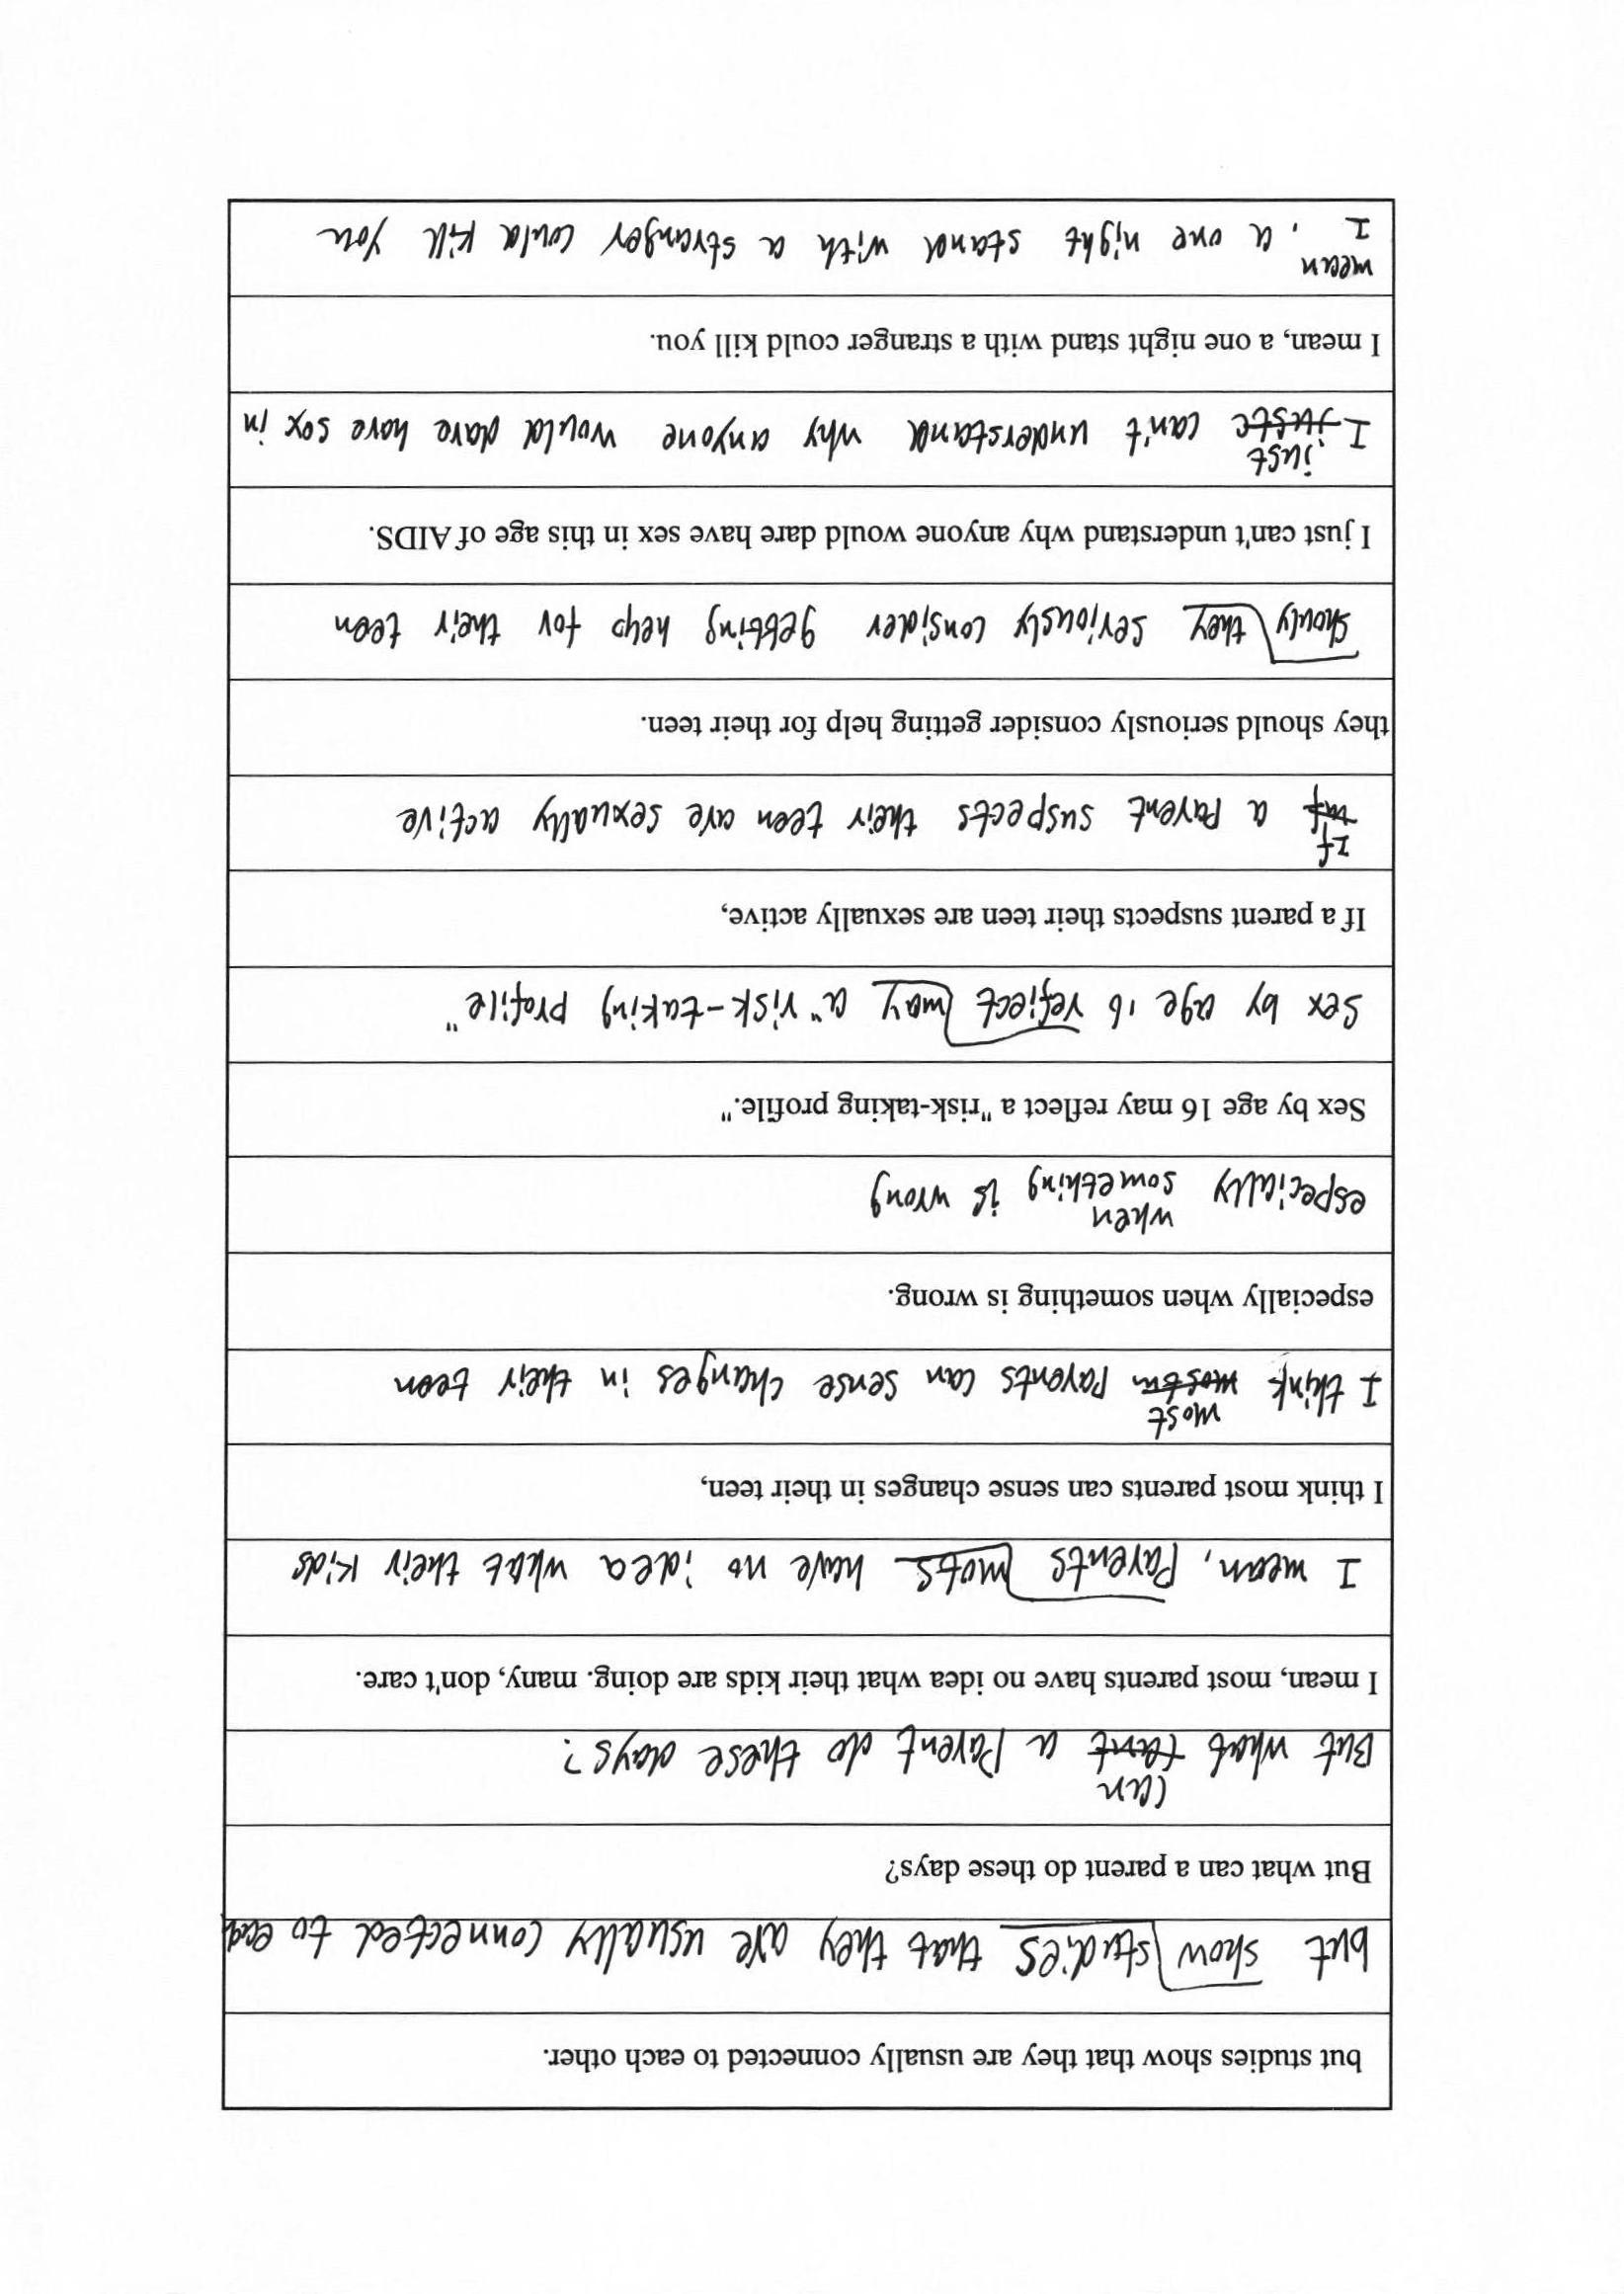 but studies show that they are usually connected to each other.
but show studies that they are usually connected to eac
But what can a parent do these days?
But what can a Parent do these days?
I mean, most parents have no idea what their kids are doing. many, don't care.
I mean, Parents mots have no idea what their kids
I think most parents can sense changes in their teen,
I think most Parents can sense changes in their teen
especially when something is wrong.
especially when something is wrong
Sex by age 16 may reflect a "risk-taking profile."
Sex by age 16 reflect may a "risk-taking profile"
If a parent suspects their teen are sexually active,
If a Parent suspects their teen are sexually active
they should seriously consider getting help for their teen.
shouly they seriously consider getting help for their teen
I just can't understand why anyone would dare have sex in this age of AIDS.
I just can't understand why anyone would dare have sex in
I mean, a one night stand with a stranger could kill you.
I mean, a one night stand with a stranger could kill you